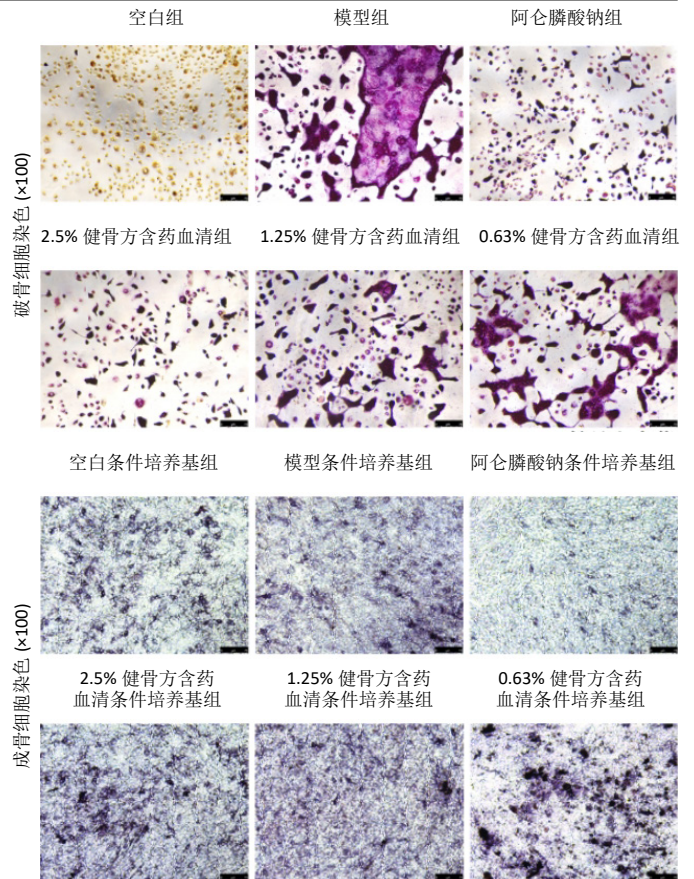 空白组 模型组 阿仑膦酸钠组
破骨细胞染色 (×100)
2.5% 健骨方含药血清组 1.25% 健骨方含药血清组 0.63% 健骨方含药血清组
空白条件培养基组 模型条件培养基组 阿仑膦酸钠条件培养基组
成骨细胞染色 (×100)
2.5% 健骨方含药 1.25% 健骨方含药 0.63% 健骨方含药
血清条件培养基组 血清条件培养基组 血清条件培养基组